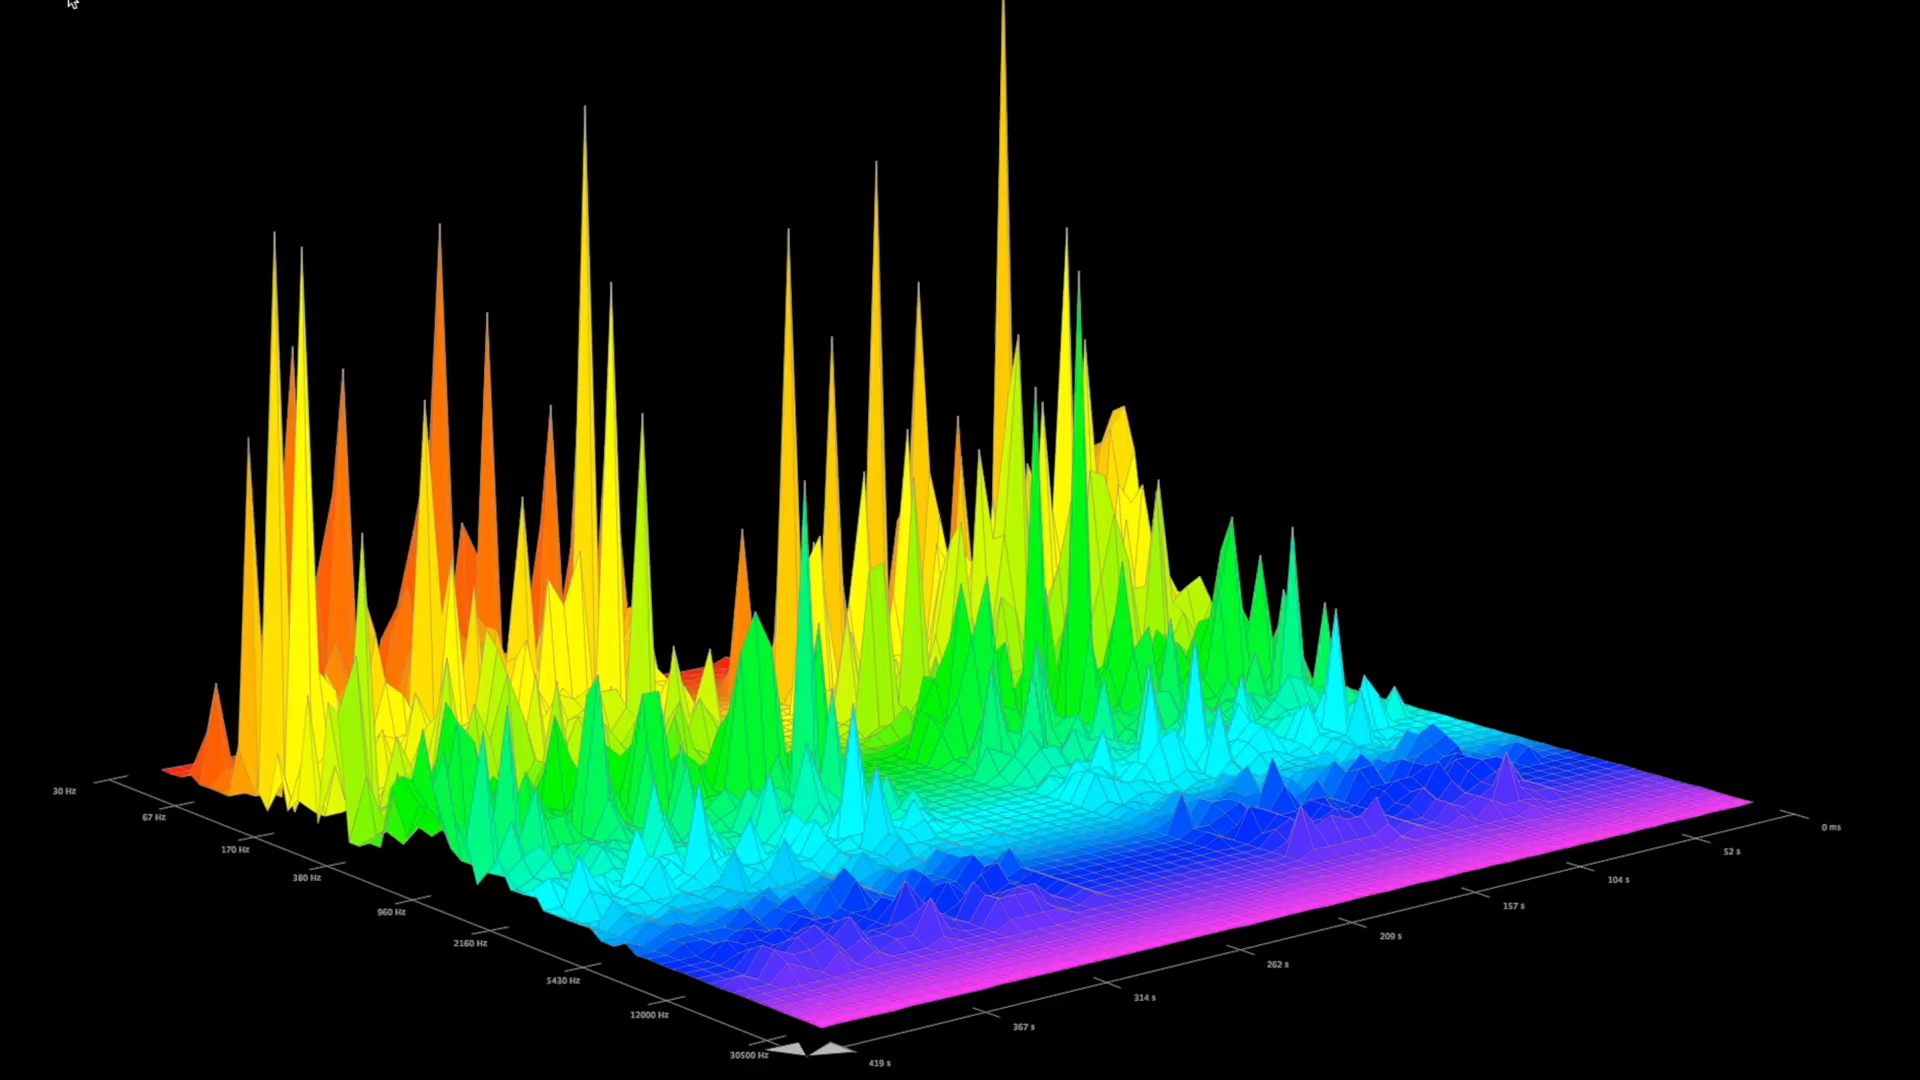 30 Hz
67 Hz
170 Hz
380 Hz
960 Hz
2160 Hz
5430 Hz
12000 Hz
30500 Hz
419 s
367 s
314 s
262 s
209 s
157 s
104 s
52 s
0 ms